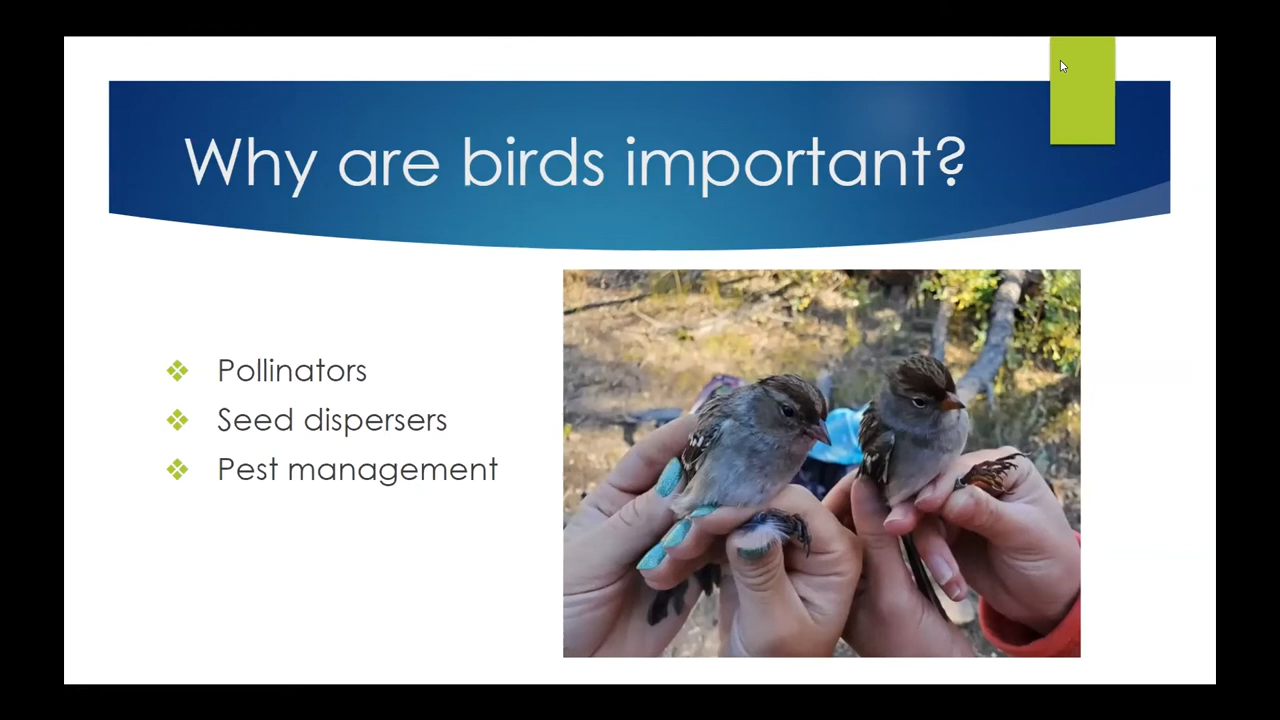 Why are birds important?
Pollinators
Seed dispersers
Pest management